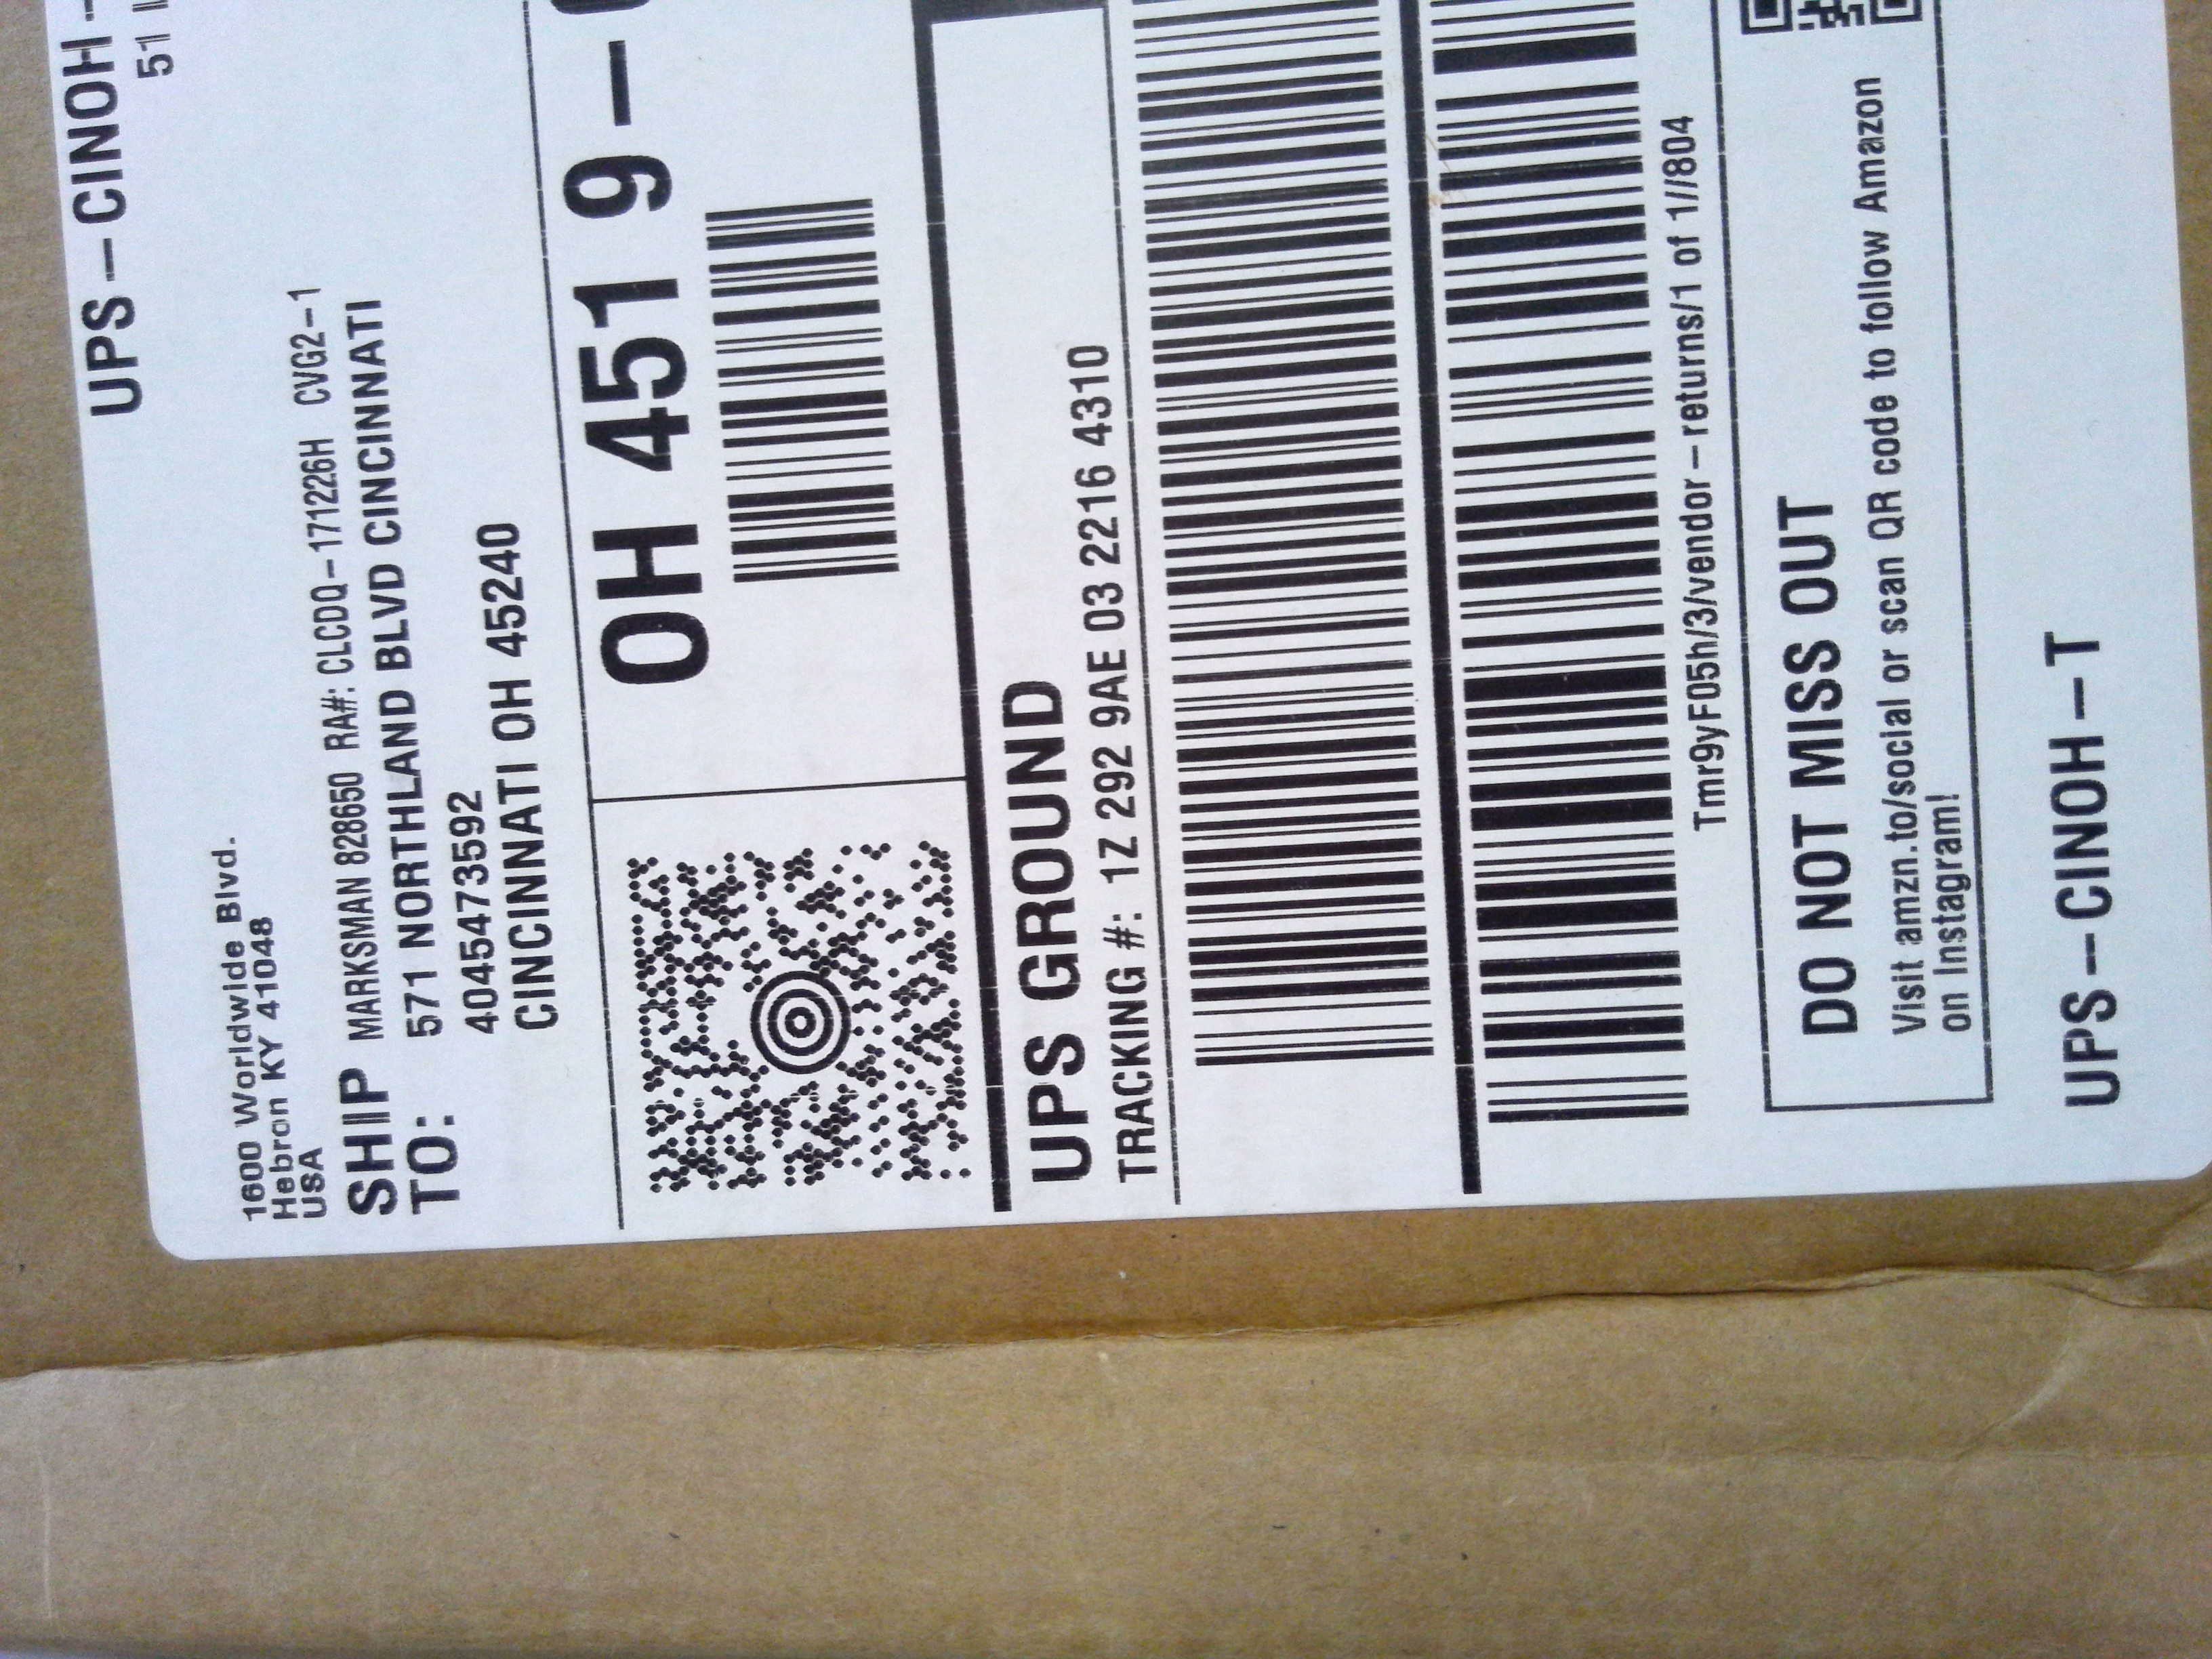 UPS-CINOH-
51
1600 Worldwide Blvd.
Hebron KY 41048
USA
SHIP TO:
MARKSMAN 828650 RA#: CLCDQ-171226H CVG2-1
571 NORTHLAND BLVD CINCINNATI
4045473592
CINCINNATI OH 45240
OH 451 9-
UPS GROUND
TRACKING #: 1Z 292 9AE 03 2216 4310
Tmr9yF05h/3/vendor-returns/1 of 1//804
DO NOT MISS OUT
Visit amzn.to/social or scan QR code to follow Amazon
on Instagram!
UPS-CINOH-T